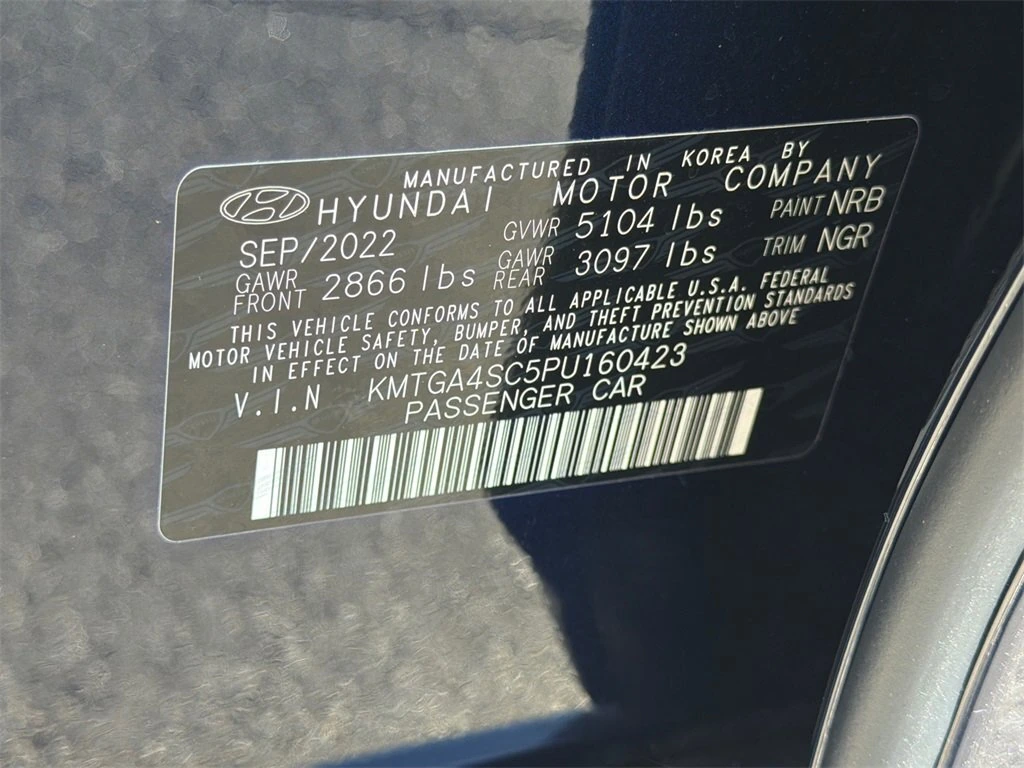 MANUFACTURED IN KOREA BY
HYUNDAI MOTOR COMPANY
SEP/2022 GVWR 5104 lbs PAINT NRB
GAWR FRONT 2866 lbs GAWR REAR 3097 lbs TRIM NGR
THIS VEHICLE CONFORMS TO ALL APPLICABLE U.S.A. FEDERAL
MOTOR VEHICLE SAFETY, BUMPER, AND THEFT PREVENTION STANDARDS
IN EFFECT ON THE DATE OF MANUFACTURE SHOWN ABOVE
V.I.N KMTGA4SC5PU160423
PASSENGER CAR